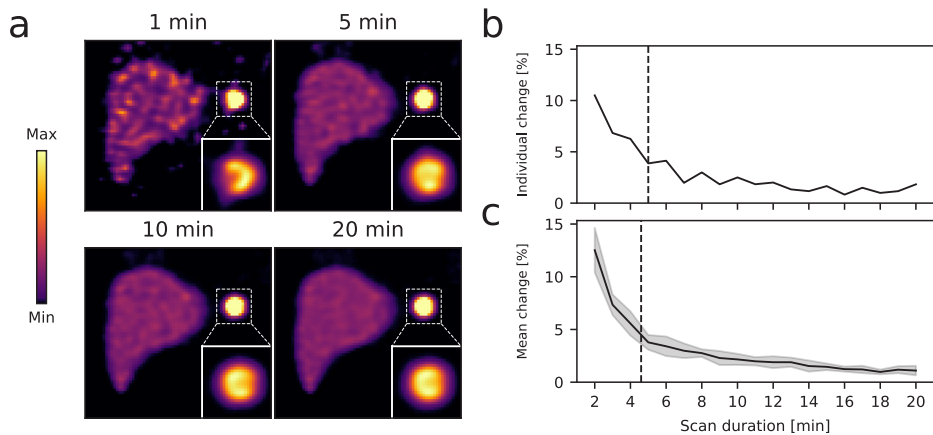 a
1 min
5 min
Max
Min
10 min
20 min
b
15
10
5
0
Individual change [%]
c
15
10
5
0
Mean change [%]
2 4 6 8 10 12 14 16 18 20
Scan duration [min]